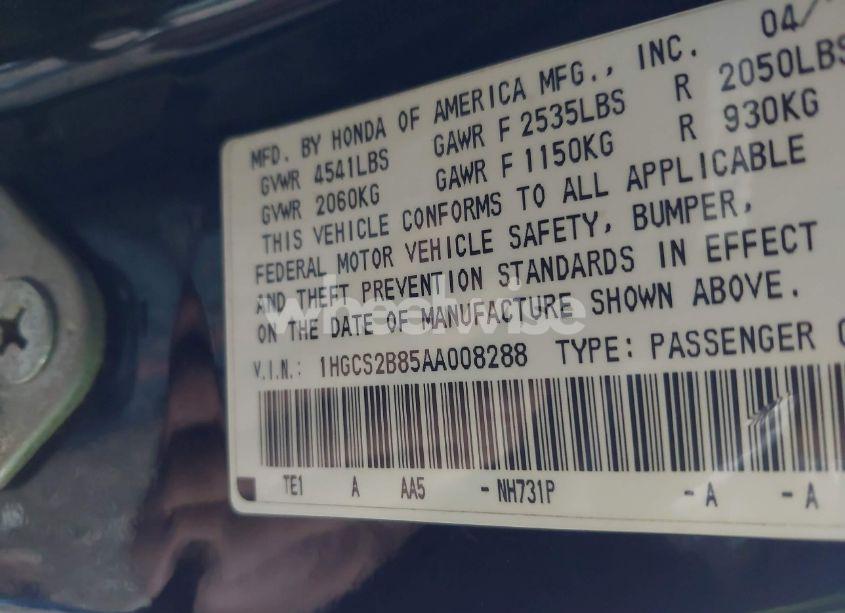 04/
MFD. BY HONDA OF AMERICA MFG., INC.
GVWR 4541LBS GAWR F 2535LBS R 2050LBS
GVWR 2060KG GAWR F 1150KG R 930KG
THIS VEHICLE CONFORMS TO ALL APPLICABLE
FEDERAL MOTOR VEHICLE SAFETY, BUMPER,
AND THEFT PREVENTION STANDARDS IN EFFECT
ON THE DATE OF MANUFACTURE SHOWN ABOVE.
wheelwise
V.I.N.: 1HGCS2B85AA008288 TYPE: PASSENGER
TE1 A AA5 - NH731P - A - A